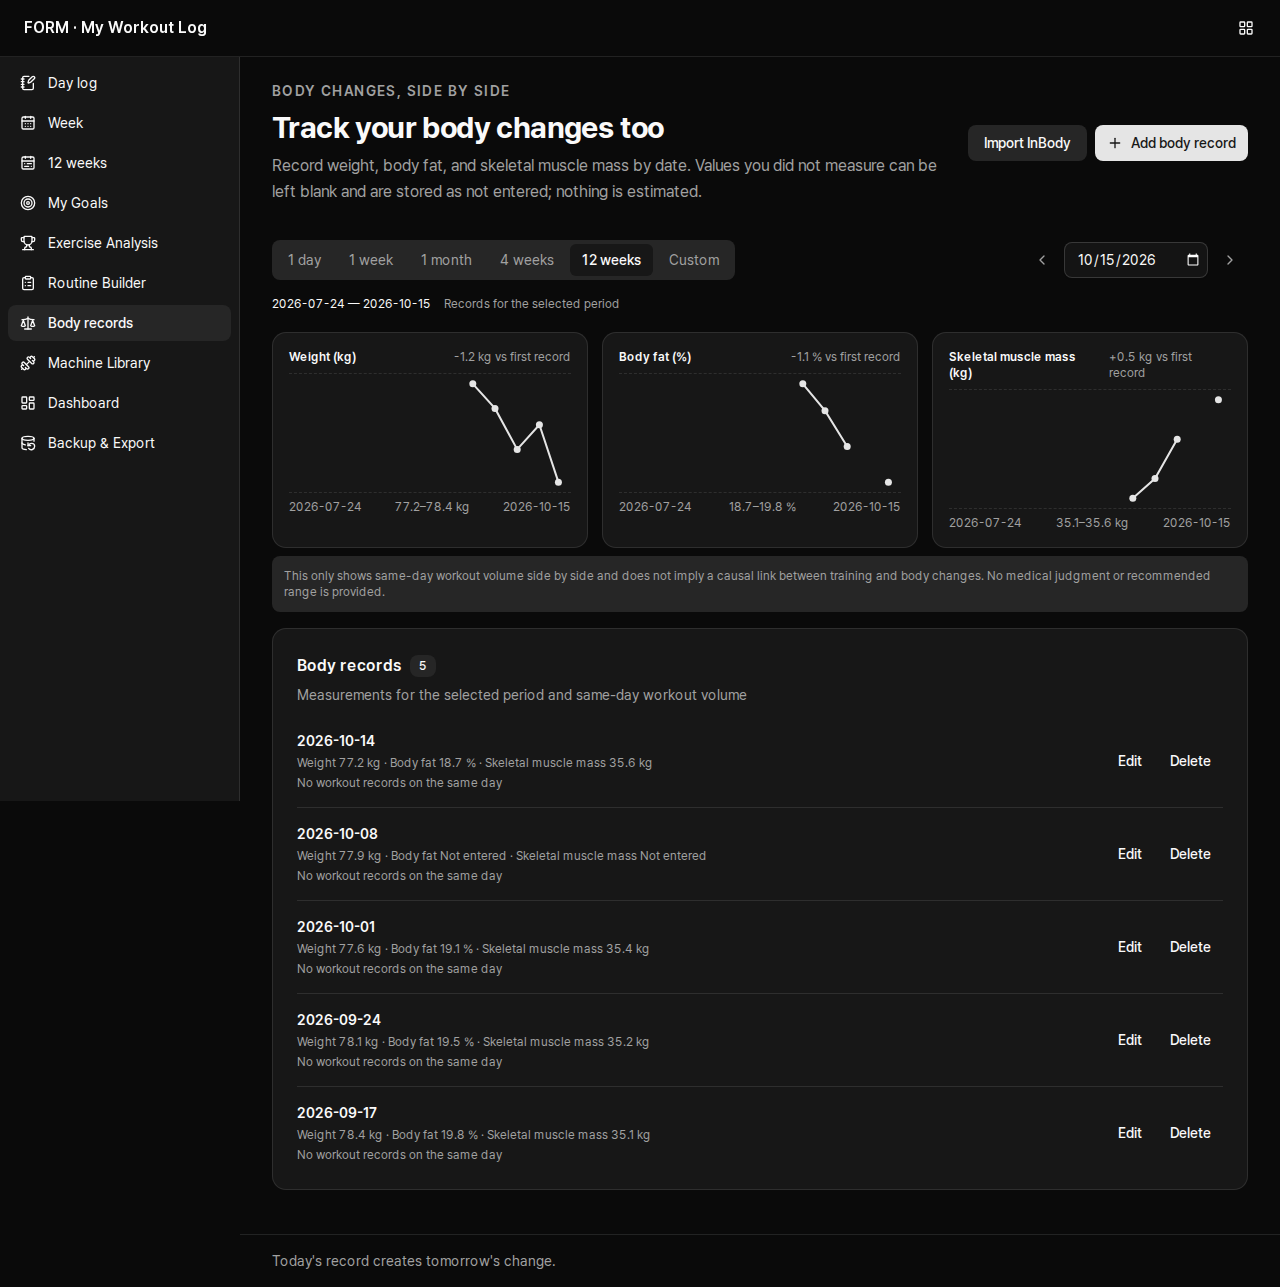 FORM · My Workout Log
Day log
Week
12 weeks
My Goals
Exercise Analysis
Routine Builder
Body records
Machine Library
Dashboard
Backup & Export
BODY CHANGES, SIDE BY SIDE
Track your body changes too
Record weight, body fat, and skeletal muscle mass by date. Values you did not measure can be
left blank and are stored as not entered; nothing is estimated.
Import InBody
Add body record
1 day 1 week 1 month 4 weeks 12 weeks Custom
10/15/2026
2026-07-24 — 2026-10-15 Records for the selected period
Weight (kg) -1.2 kg vs first record
2026-07-24 77.2–78.4 kg 2026-10-15
Body fat (%) -1.1 % vs first record
2026-07-24 18.7–19.8 % 2026-10-15
Skeletal muscle mass
(kg)
+0.5 kg vs first
record
2026-07-24 35.1–35.6 kg 2026-10-15
This only shows same-day workout volume side by side and does not imply a causal link between training and body changes. No medical judgment or recommended
range is provided.
Body records 5
Measurements for the selected period and same-day workout volume
2026-10-14
Weight 77.2 kg · Body fat 18.7 % · Skeletal muscle mass 35.6 kg
No workout records on the same day
Edit Delete
2026-10-08
Weight 77.9 kg · Body fat Not entered · Skeletal muscle mass Not entered
No workout records on the same day
Edit Delete
2026-10-01
Weight 77.6 kg · Body fat 19.1 % · Skeletal muscle mass 35.4 kg
No workout records on the same day
Edit Delete
2026-09-24
Weight 78.1 kg · Body fat 19.5 % · Skeletal muscle mass 35.2 kg
No workout records on the same day
Edit Delete
2026-09-17
Weight 78.4 kg · Body fat 19.8 % · Skeletal muscle mass 35.1 kg
No workout records on the same day
Edit Delete
Today's record creates tomorrow's change.